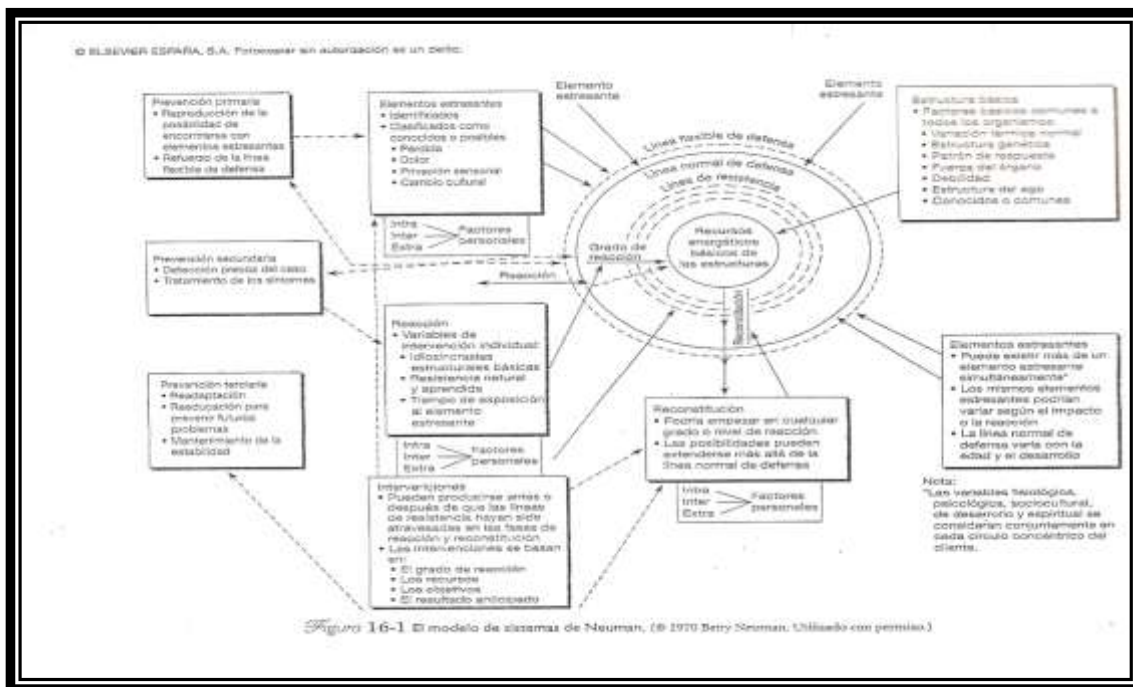 © ELSEVIER ESPAÑA, S.A. Fotocopiar sin autorización es un delito.
Prevención primaria
• Reproducción de la
posibilidad de
encontrarse con
elementos estresantes
• Refuerzo de la línea
flexible de defensa
Elementos estresantes
• Identificados
• Clasificados como
conocidos o posibles
• Pérdida
• Dolor
• Privación sensorial
• Cambio cultural
Intra
Inter
Extra
Factores
personales
Elemento
estresante
Elemento
estresante
Línea flexible de defensa
Línea normal de defensa
Línea de resistencia
Recursos
energéticos
básicos de
las estructuras
Grado de
reacción
Reacción
Reconstitución
Estructura básica
• Factores básicos comunes a
todos los organismos:
• Variación térmica normal
• Estructura genética
• Patrón de respuesta
• Fuerza del órgano
• Debilidad
• Estructura del ego
• Conocidos o comunes
Prevención secundaria
• Detección precoz del caso
• Tratamiento de los síntomas
Reacción
• Variables de
intervención individual:
• Idiosincrasias
estructurales básicas
• Resistencia natural
y aprendida
• Tiempo de exposición
al elemento
estresante
Intra
Inter
Extra
Factores
personales
Prevención terciaria
• Readaptación
• Reeducación para
prevenir futuros
problemas
• Mantenimiento de la
estabilidad
Intervenciones
• Pueden producirse antes o
después de que las líneas
de resistencia hayan sido
atravesadas en las fases de
reacción y reconstitución
• Las intervenciones se basan
en:
• El grado de reacción
• Los recursos
• Los objetivos
• El resultado anticipado
Reconstitución
• Podría empezar en cualquier
grado o nivel de reacción
• Las posibilidades pueden
extenderse más allá de la
línea normal de defensa
Intra
Inter
Extra
Factores
personales
Elementos estresantes
• Puede existir más de un
elemento estresante
simultáneamente*
• Los mismos elementos
estresantes podrían
variar según el impacto
o la reacción
• La línea normal de
defensa varía con la
edad y el desarrollo
Nota:
*Las variables fisiológica,
psicológica, sociocultural,
de desarrollo y espiritual se
consideran conjuntamente en
cada círculo concéntrico del
cliente.
Figura 16-1 El modelo de sistemas de Neuman. (© 1970 Betty Neuman. Utilizado con permiso.)